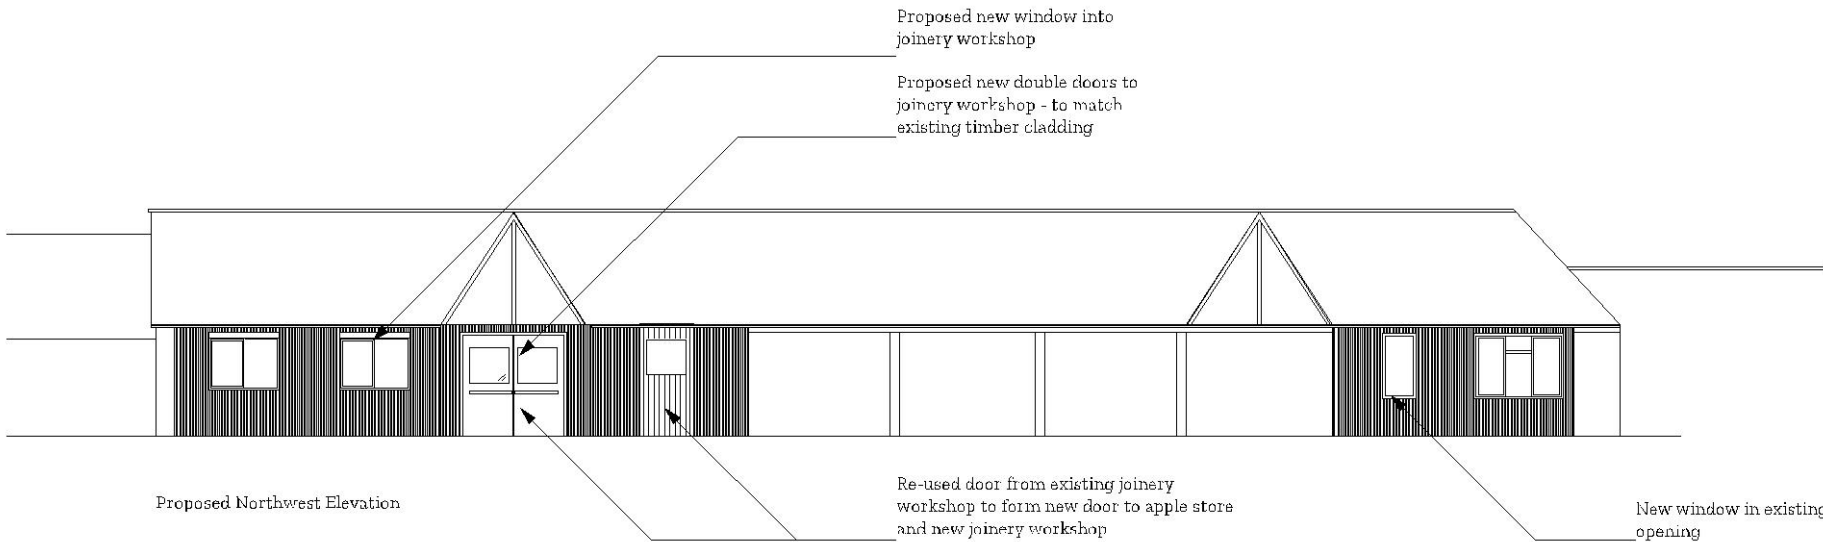 Proposed new window into
joinery workshop
Proposed new double doors to
joinery workshop - to match
existing timber cladding
Proposed Northwest Elevation
Re-used door from existing joinery
workshop to form new door to apple store
and new joinery workshop
New window in existing
opening